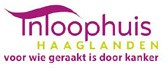 Inloophuis
HAAGLANDEN
voor wie geraakt is door kanker